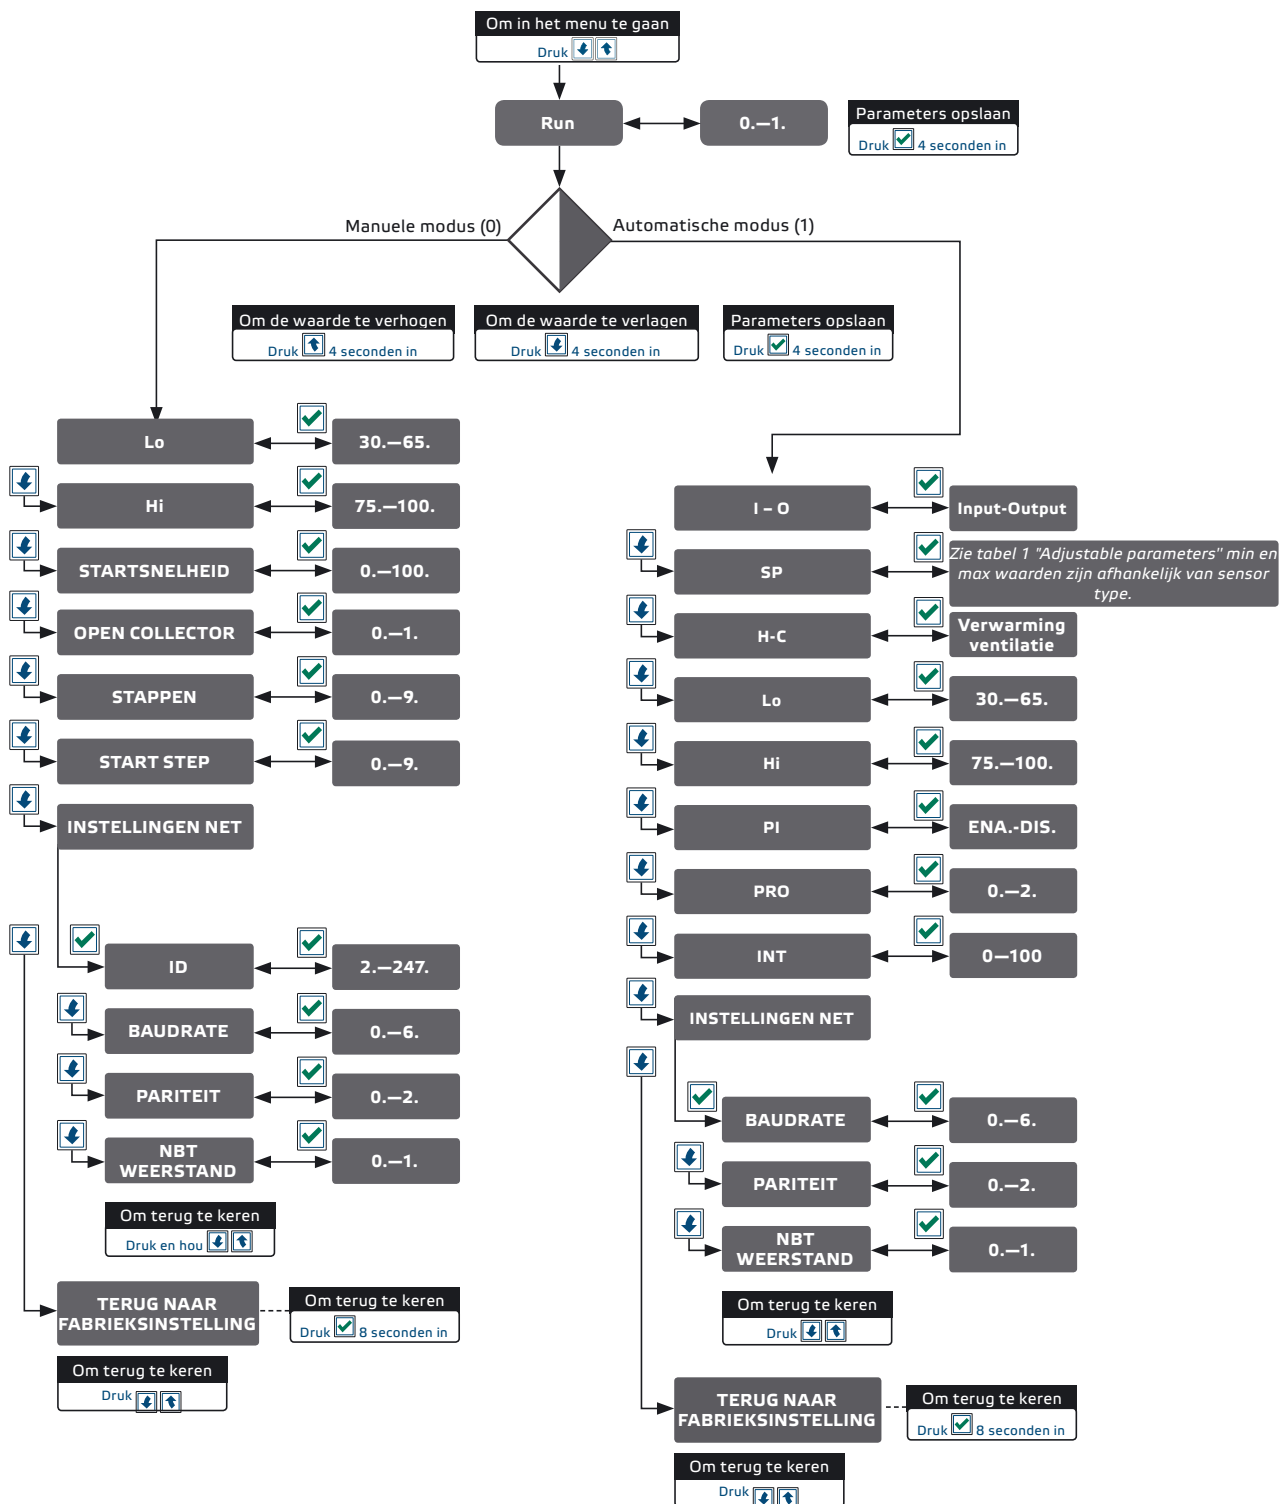 Om in het menu te gaan
Druk
Run
0.—1.
Parameters opslaan
Druk 4 seconden in
Manuele modus (0)
Automatische modus (1)
Om de waarde te verhogen
Druk 4 seconden in
Om de waarde te verlagen
Druk 4 seconden in
Parameters opslaan
Druk 4 seconden in
Lo
30.—65.
Hi
75.—100.
STARTSNELHEID
0.—100.
OPEN COLLECTOR
0.—1.
STAPPEN
0.—9.
START STEP
0.—9.
INSTELLINGEN NET
ID
2.—247.
BAUDRATE
0.—6.
PARITEIT
0.—2.
NBT
WEERSTAND
0.—1.
Om terug te keren
Druk en hou
TERUG NAAR
FABRIEKSINSTELLING
Om terug te keren
Druk 8 seconden in
Om terug te keren
Druk
I – O
Input-Output
SP
Zie tabel 1 "Adjustable parameters" min en
max waarden zijn afhankelijk van sensor
type.
H-C
Verwarming
ventilatie
Lo
30.—65.
Hi
75.—100.
PI
ENA.-DIS.
PRO
0.—2.
INT
0—100
INSTELLINGEN NET
BAUDRATE
0.—6.
PARITEIT
0.—2.
NBT
WEERSTAND
0.—1.
Om terug te keren
Druk
TERUG NAAR
FABRIEKSINSTELLING
Om terug te keren
Druk 8 seconden in
Om terug te keren
Druk